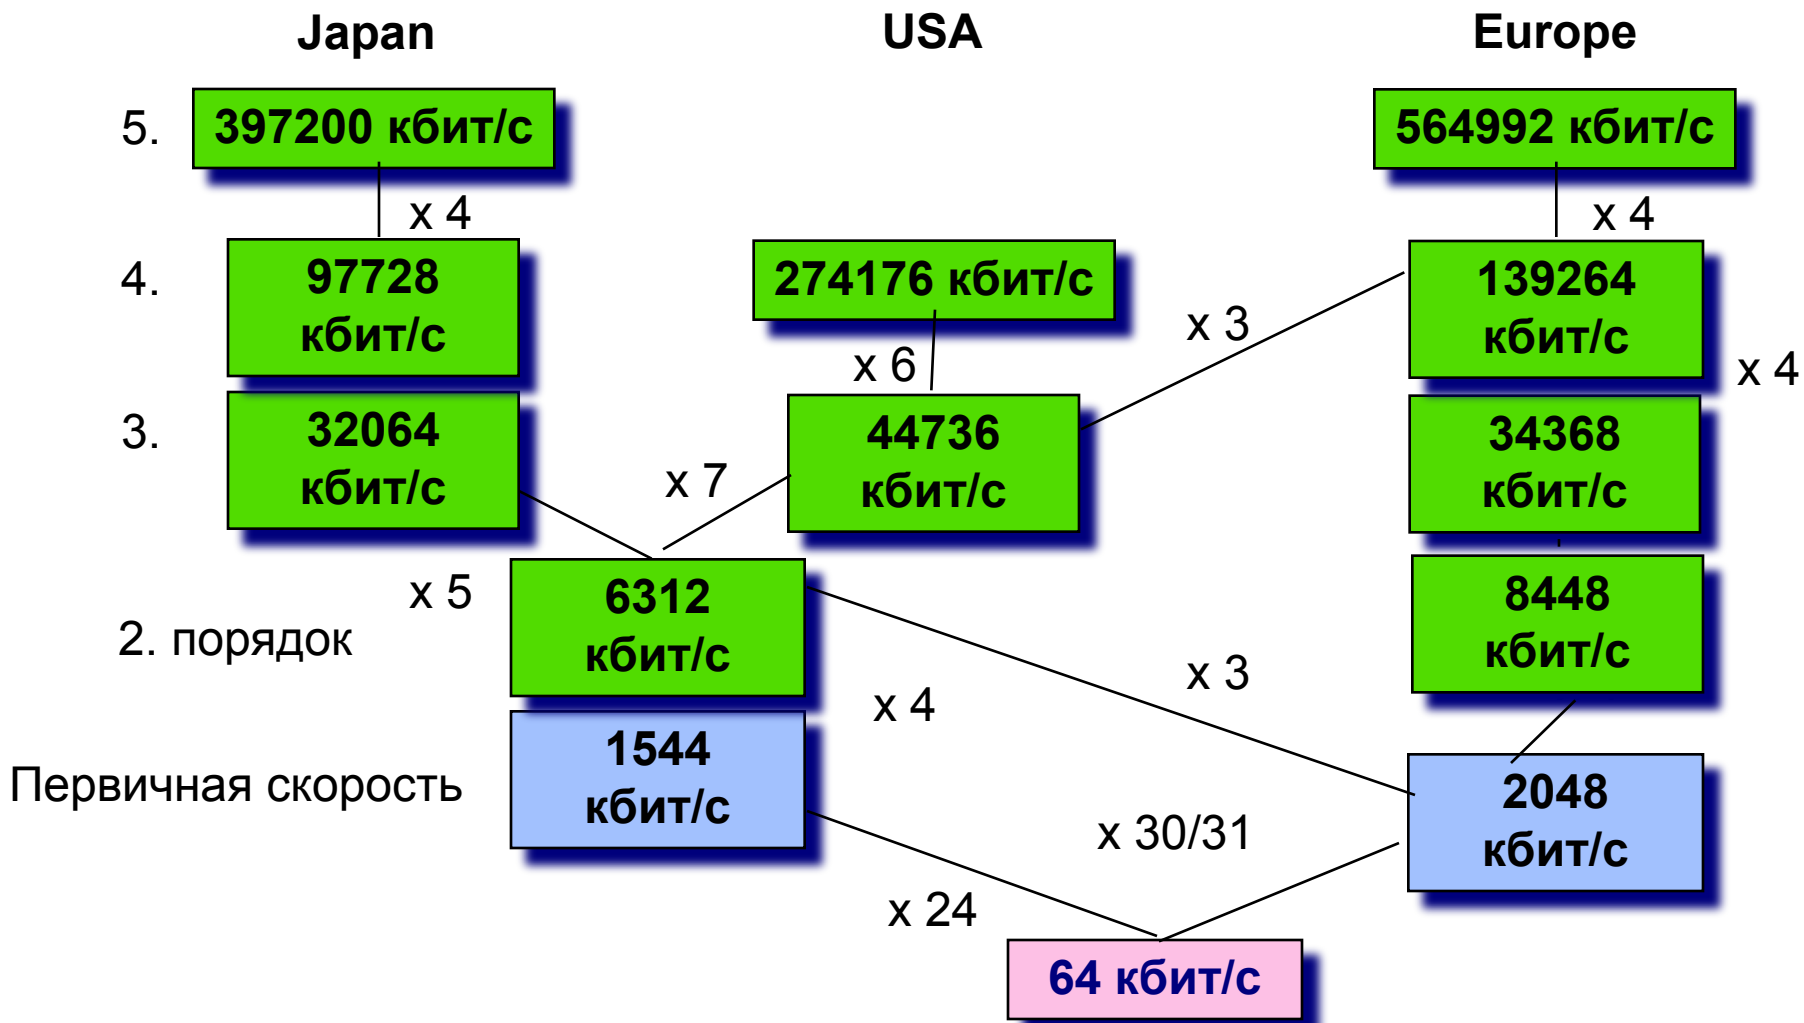 Japan
USA
Europe
5.
397200 кбит/с
564992 кбит/с
x 4
x 4
4.
97728
кбит/с
274176 кбит/с
139264
кбит/с
x 3
x 6
x 4
3.
32064
кбит/с
44736
кбит/с
34368
кбит/с
x 7
x 5
6312
кбит/с
8448
кбит/с
2. порядок
x 3
x 4
Первичная скорость
1544
кбит/с
2048
кбит/с
x 30/31
x 24
64 кбит/с